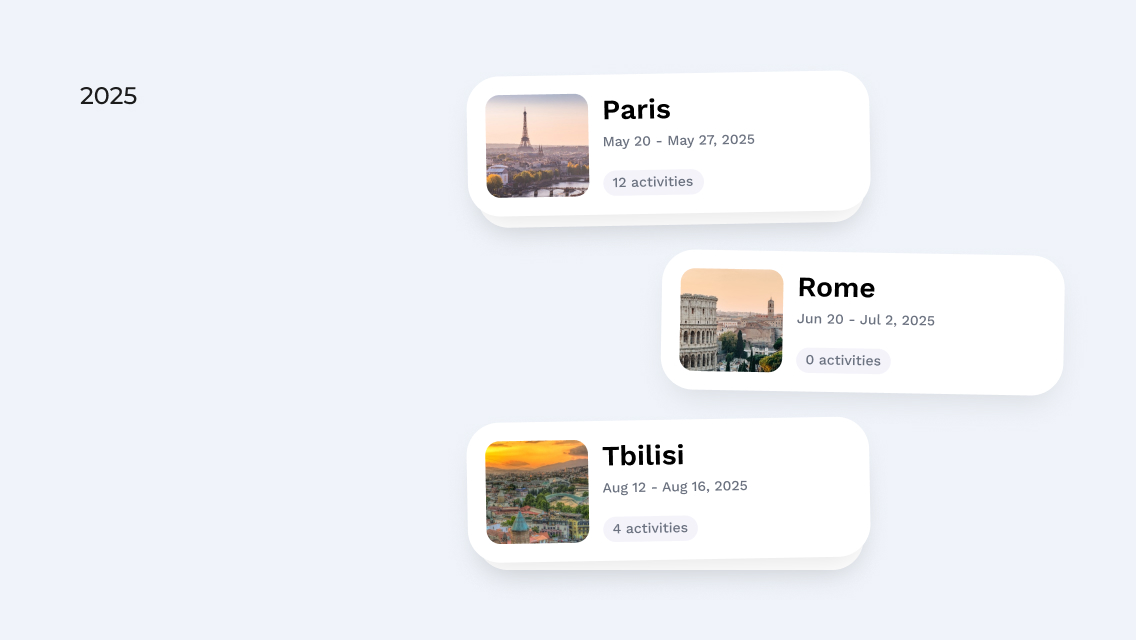 2025
Paris
May 20 - May 27, 2025
12 activities
Rome
Jun 20 - Jul 2, 2025
0 activities
Tbilisi
Aug 12 - Aug 16, 2025
4 activities